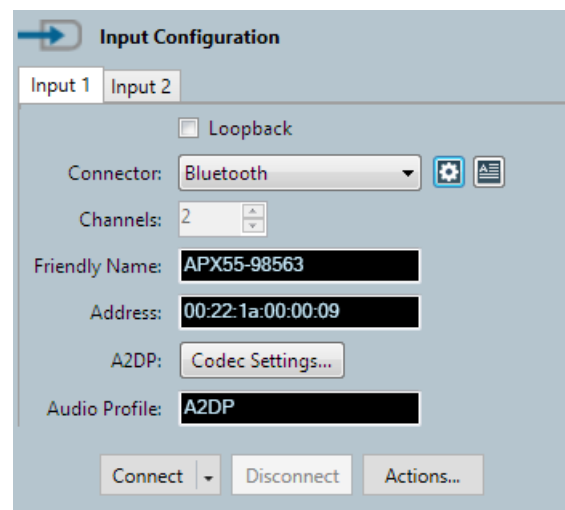 Input Configuration
Input 1 Input 2
Loopback
Connector: Bluetooth
Channels: 2
Friendly Name: APX55-98563
Address: 00:22:1a:00:00:09
A2DP: Codec Settings...
Audio Profile: A2DP
Connect Disconnect Actions...